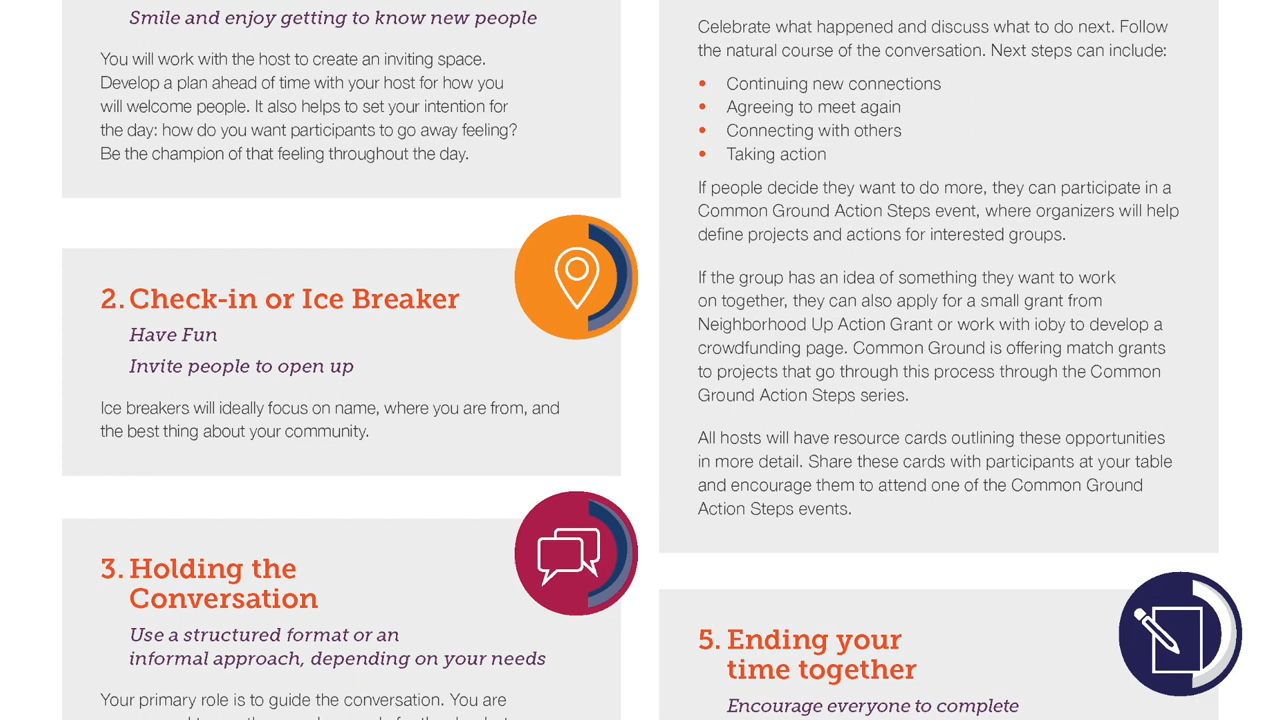 Smile and enjoy getting to know new people
You will work with the host to create an inviting space.
Develop a plan ahead of time with your host for how you
will welcome people. It also helps to set your intention for
the day: how do you want participants to go away feeling?
Be the champion of that feeling throughout the day.
2. Check-in or Ice Breaker
Have Fun
Invite people to open up
Ice breakers will ideally focus on name, where you are from, and
the best thing about your community.
3. Holding the
Conversation
Use a structured format or an
informal approach, depending on your needs
Your primary role is to guide the conversation. You are
Celebrate what happened and discuss what to do next. Follow
the natural course of the conversation. Next steps can include:
• Continuing new connections
• Agreeing to meet again
• Connecting with others
• Taking action
If people decide they want to do more, they can participate in a
Common Ground Action Steps event, where organizers will help
define projects and actions for interested groups.
If the group has an idea of something they want to work
on together, they can also apply for a small grant from
Neighborhood Up Action Grant or work with ioby to develop a
crowdfunding page. Common Ground is offering match grants
to projects that go through this process through the Common
Ground Action Steps series.
All hosts will have resource cards outlining these opportunities
in more detail. Share these cards with participants at your table
and encourage them to attend one of the Common Ground
Action Steps events.
5. Ending your
time together
Encourage everyone to complete